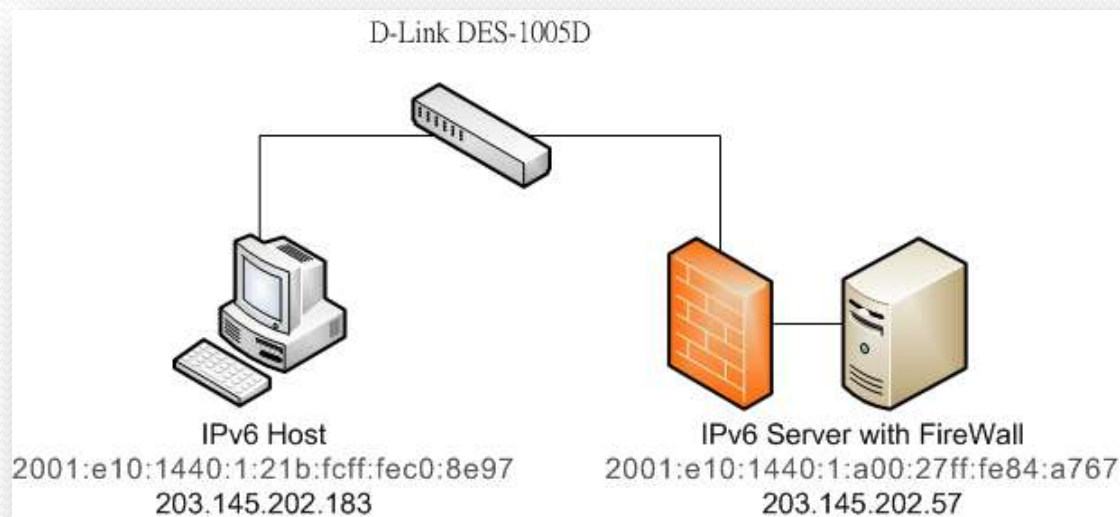 D-Link DES-1005D
IPv6 Host
2001:e10:1440:1:21b:fcff:fec0:8e97
203.145.202.183
IPv6 Server with FireWall
2001:e10:1440:1:a00:27ff:fe84:a767
203.145.202.57